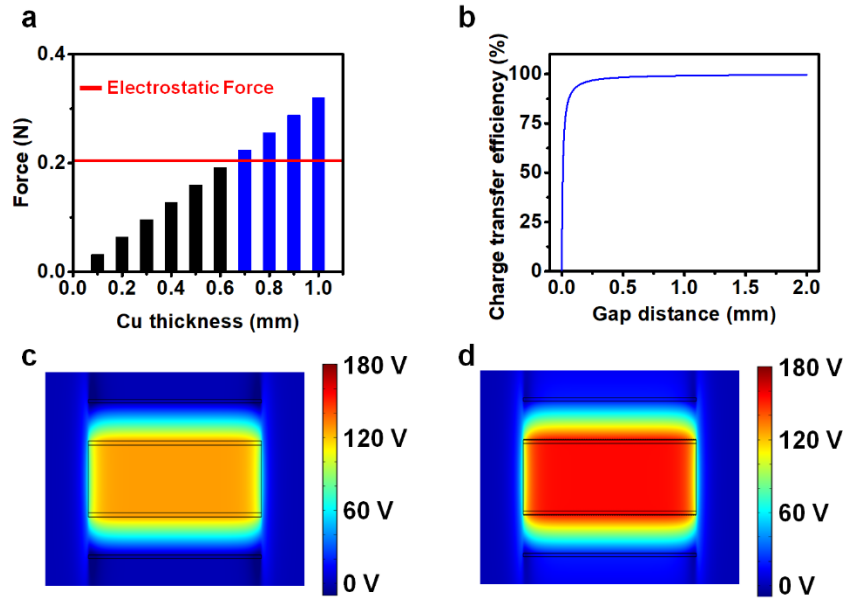 a
0.4
0.2
0.0
Force (N)
Electrostatic Force
0.0 0.2 0.4 0.6 0.8 1.0
Cu thickness (mm)
b
100
75
50
25
0
Charge transfer efficiency (%)
0.0 0.5 1.0 1.5 2.0
Gap distance (mm)
c
180 V
120 V
60 V
0 V
d
180 V
120 V
60 V
0 V